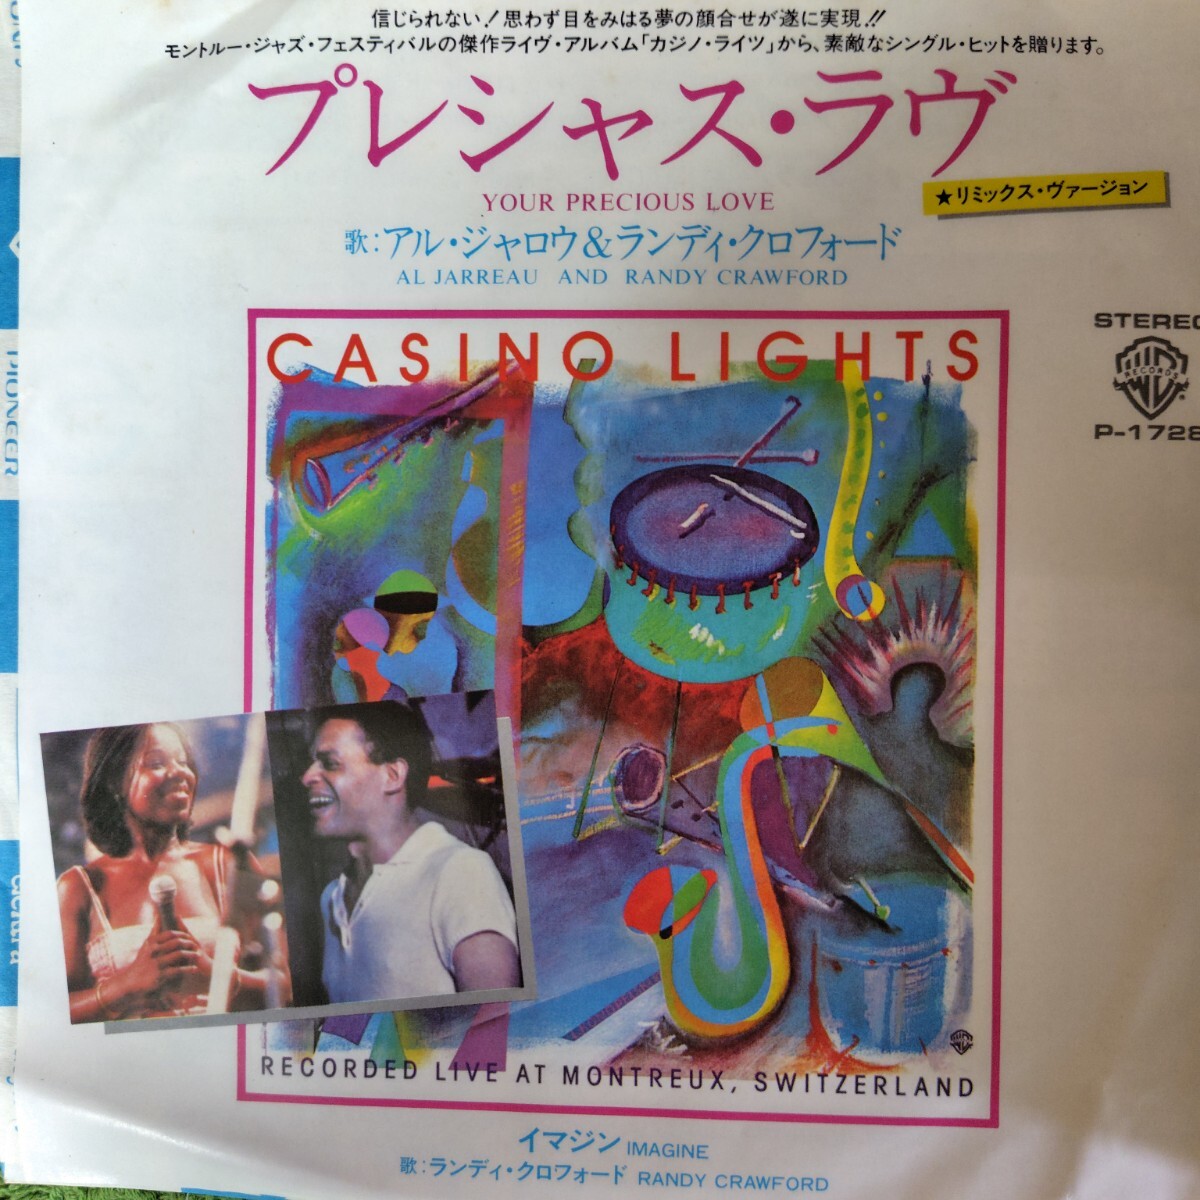 信じられない!思わず目をみはる夢の顔合せが遂に実現!!
モントルー・ジャズ・フェスティバルの傑作ライヴ・アルバム「カジノ・ライツ」から、素敵なシングル・ヒットを贈ります。
プレシャス・ラヴ
YOUR PRECIOUS LOVE
★リミックス・ヴァージョン
歌:アル・ジャロウ&ランディ・クロフォード
AL JARREAU AND RANDY CRAWFORD
STEREO
RECORDS
P-1728
CASINO LIGHTS
RECORDED LIVE AT MONTREUX, SWITZERLAND
イマジン IMAGINE
歌:ランディ・クロフォード RANDY CRAWFORD
PIONEER